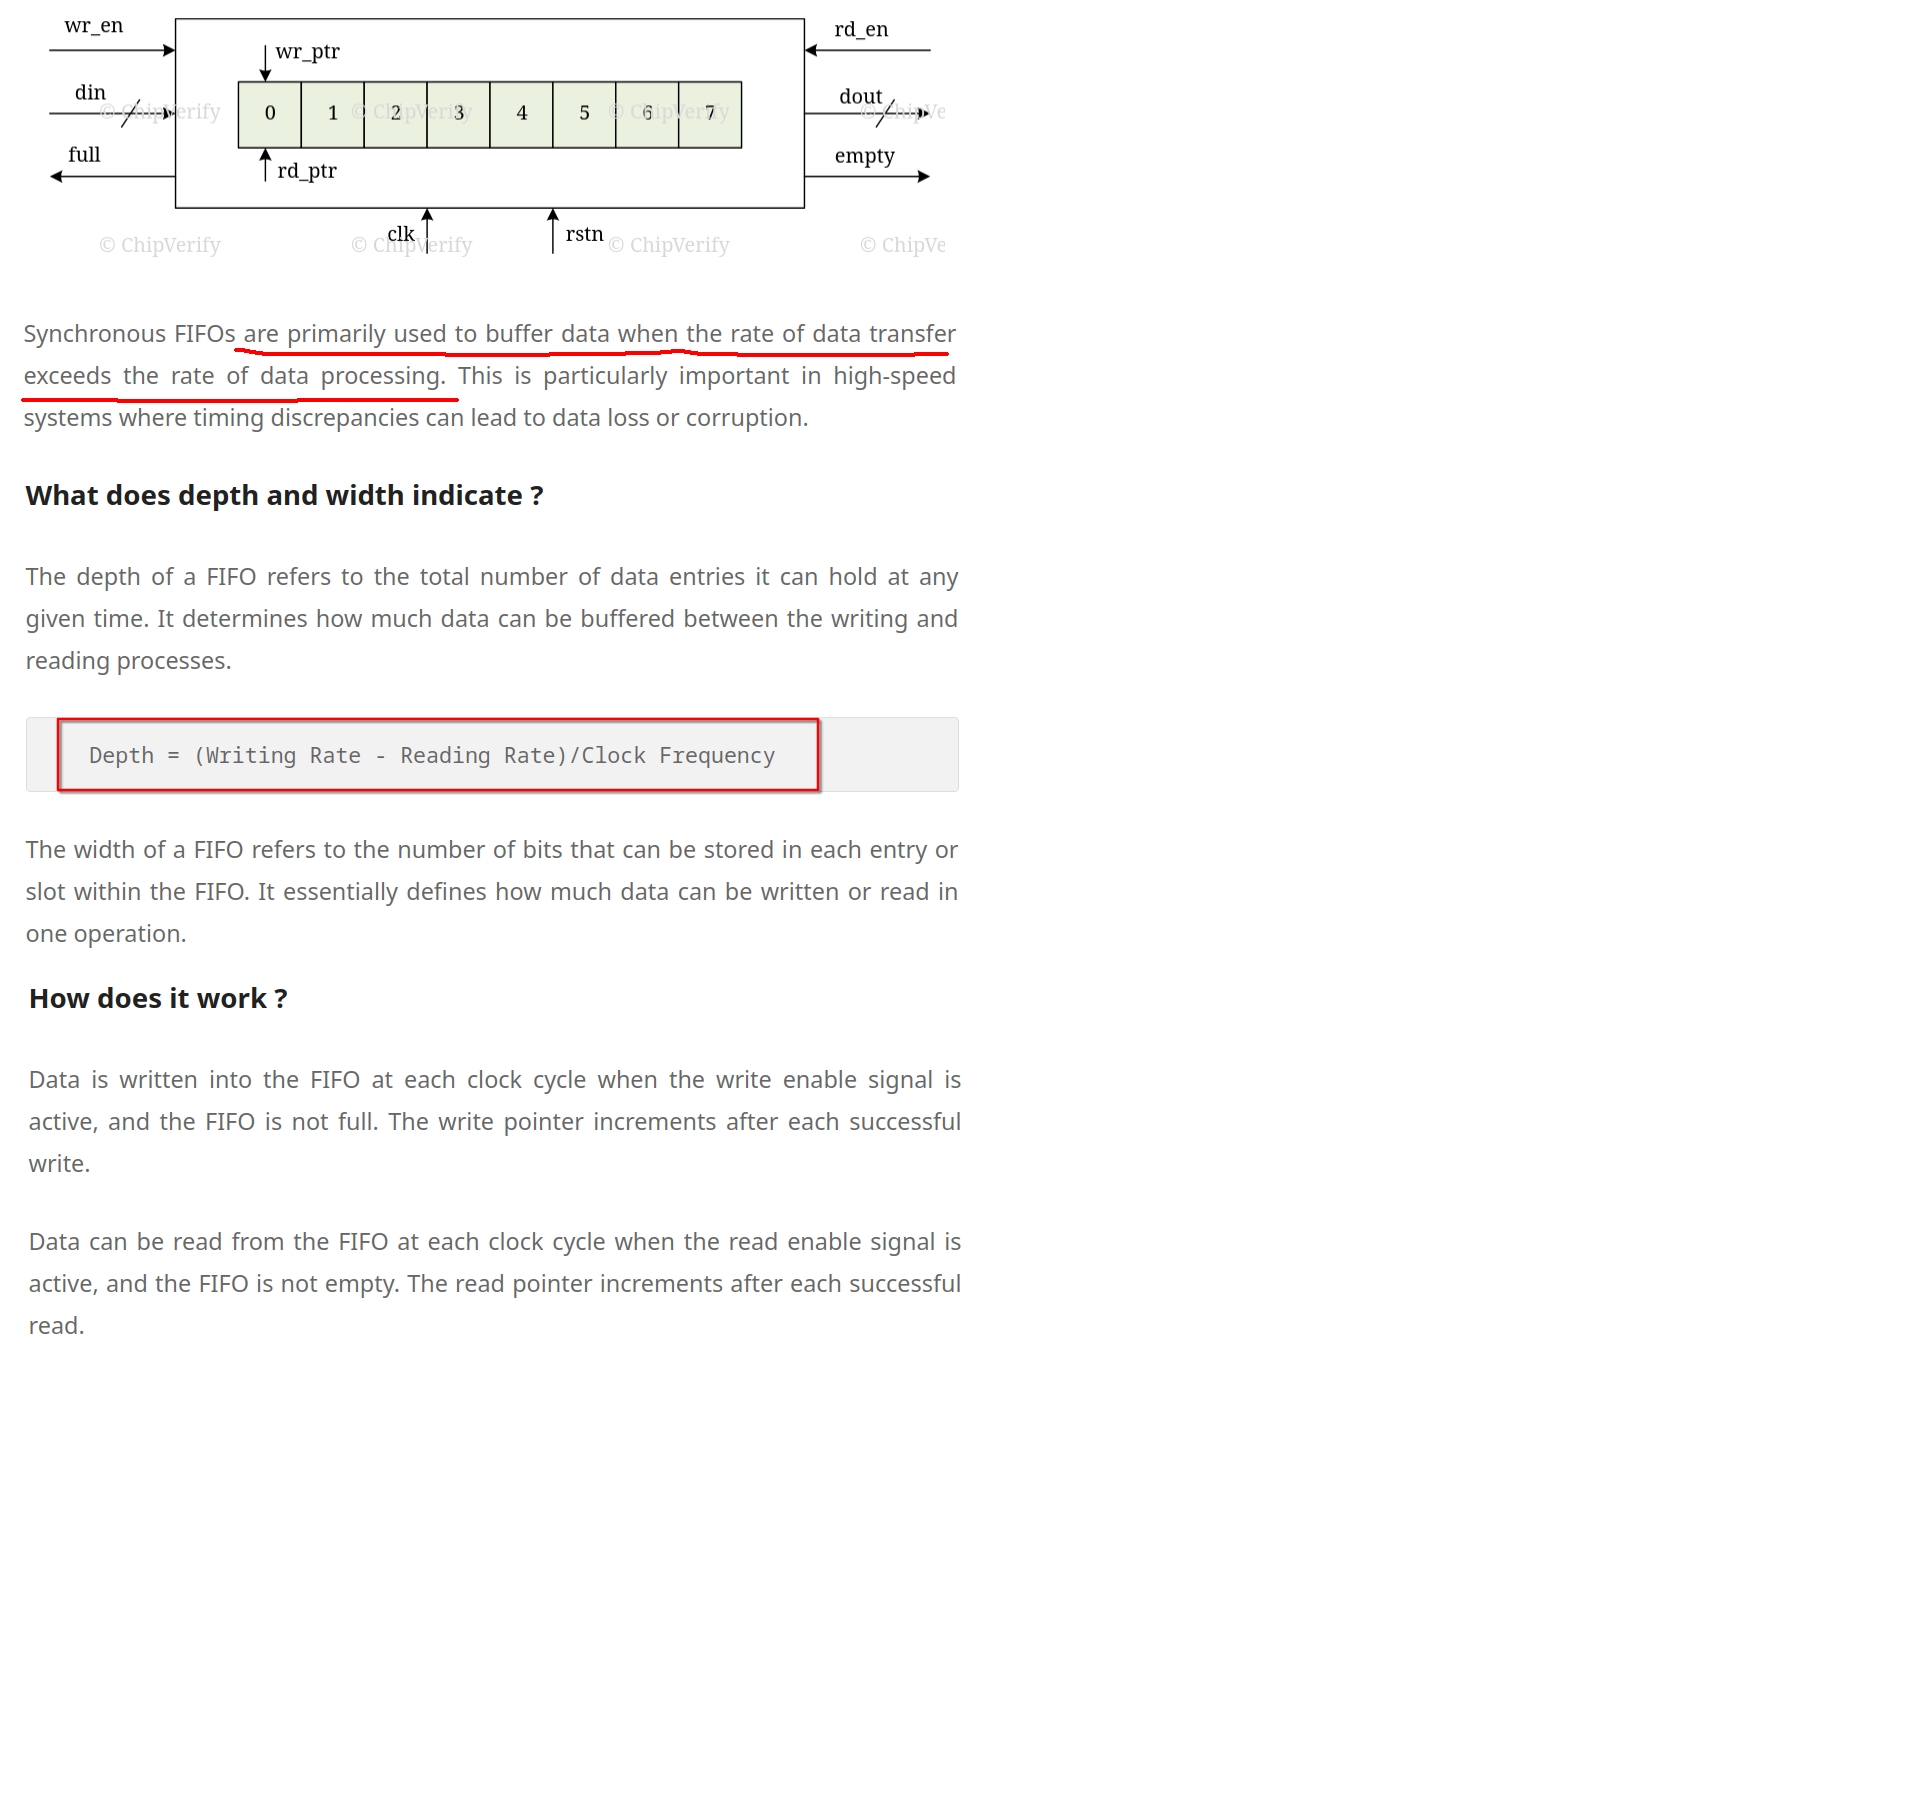 wr_en
rd_en
wr_ptr
din
dout
© ChipVerify © ChipVerify © ChipVerify © ChipVe
0 1 2 3 4 5 6 7
full
empty
rd_ptr
clk
rstn
© ChipVerify © ChipVerify © ChipVerify © ChipVe
Synchronous FIFOs are primarily used to buffer data when the rate of data transfer
exceeds the rate of data processing. This is particularly important in high-speed
systems where timing discrepancies can lead to data loss or corruption.
What does depth and width indicate ?
The depth of a FIFO refers to the total number of data entries it can hold at any
given time. It determines how much data can be buffered between the writing and
reading processes.
Depth = (Writing Rate - Reading Rate)/Clock Frequency
The width of a FIFO refers to the number of bits that can be stored in each entry or
slot within the FIFO. It essentially defines how much data can be written or read in
one operation.
How does it work ?
Data is written into the FIFO at each clock cycle when the write enable signal is
active, and the FIFO is not full. The write pointer increments after each successful
write.
Data can be read from the FIFO at each clock cycle when the read enable signal is
active, and the FIFO is not empty. The read pointer increments after each successful
read.